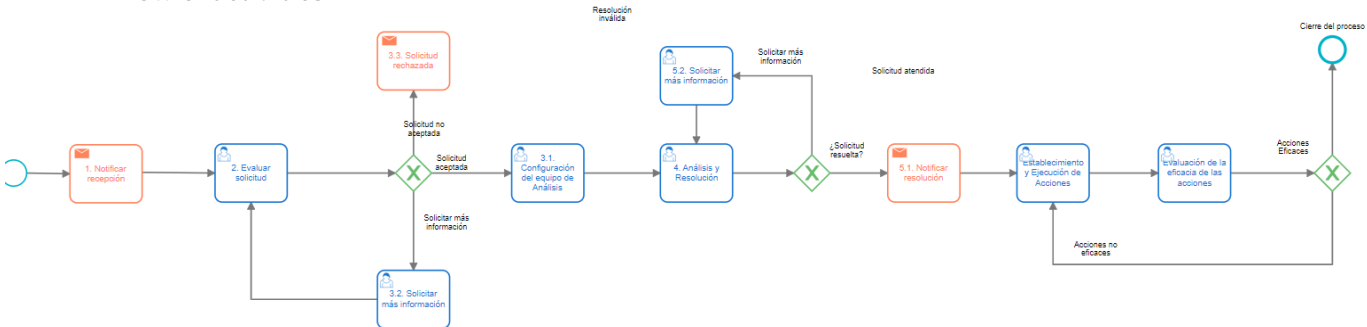 Resolución
inválida
Cierre del proceso
3.3. Solicitud
rechazada
5.2. Solicitar
más información
Solicitar más
información
Solicitud atendida
Solicitud no
aceptada
1. Notificar
recepción
2. Evaluar
solicitud
Solicitud
aceptada
3.1.
Configuración
del equipo de
Análisis
4. Análisis y
Resolución
¿Solicitud
resuelta?
5.1. Notificar
resolución
Establecimiento
y Ejecución de
Acciones
Evaluación de la
eficacia de las
acciones
Acciones
Eficaces
Solicitar más
información
Acciones no
eficaces
3.2. Solicitar
más información